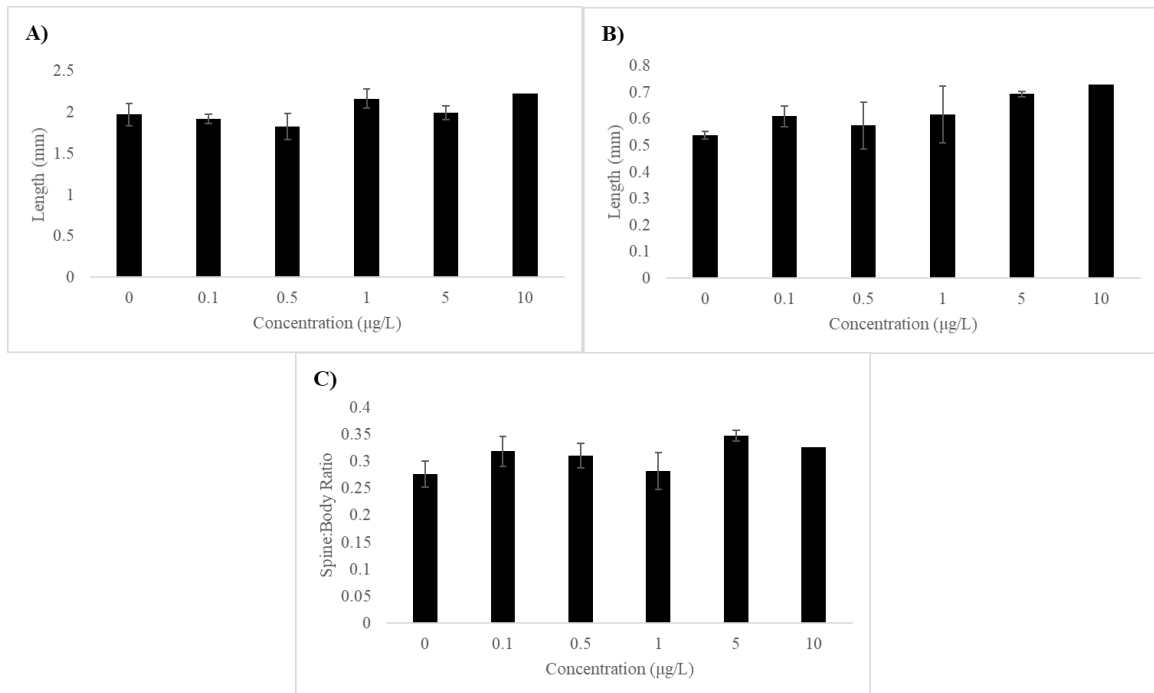 A)
2.5
2
1.5
1
0.5
0
Length (mm)
0 0.1 0.5 1 5 10
Concentration (μg/L)
B)
0.8
0.7
0.6
0.5
0.4
0.3
0.2
0.1
0
Length (mm)
0 0.1 0.5 1 5 10
Concentration (μg/L)
C)
0.4
0.35
0.3
0.25
0.2
0.15
0.1
0.05
0
Spine:Body Ratio
0 0.1 0.5 1 5 10
Concentration (μg/L)